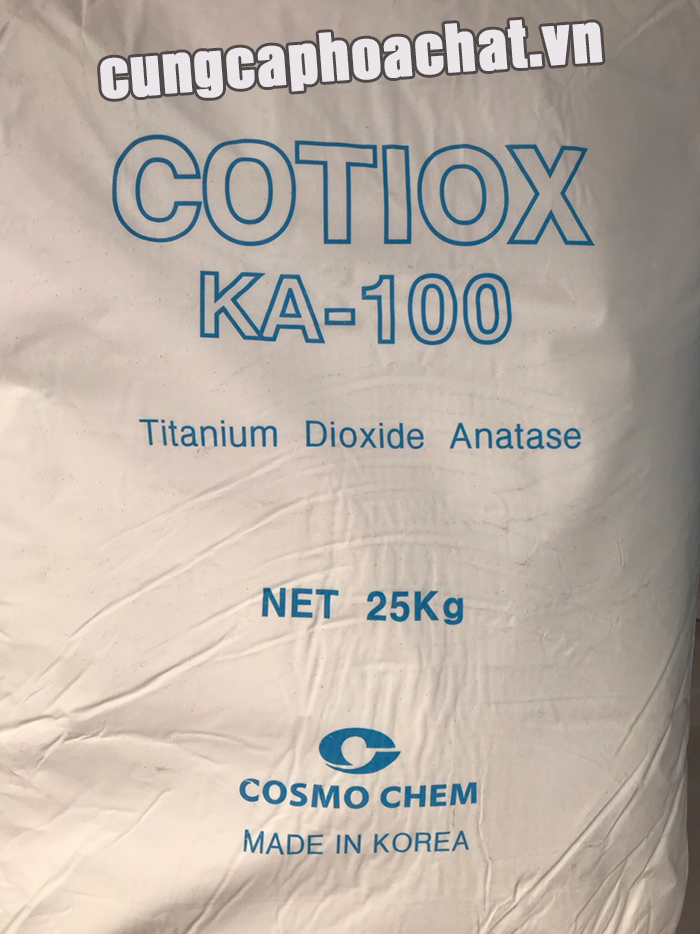 cungcaphoachat.vn
COTIOX
KA-100
Titanium Dioxide Anatase
NET 25Kg
COSMO CHEM
MADE IN KOREA